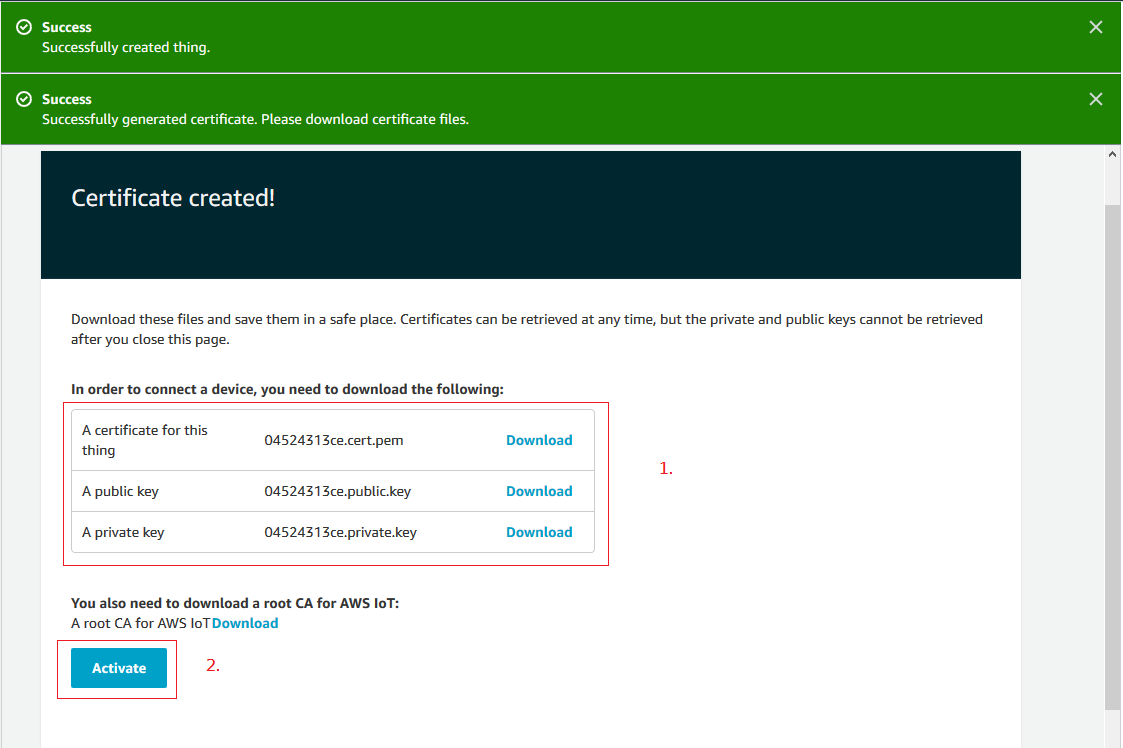 Success
Successfully created thing.
Success
Successfully generated certificate. Please download certificate files.
Certificate created!
Download these files and save them in a safe place. Certificates can be retrieved at any time, but the private and public keys cannot be retrieved
after you close this page.
In order to connect a device, you need to download the following:
A certificate for this
thing
04524313ce.cert.pem
Download
1.
A public key
04524313ce.public.key
Download
A private key
04524313ce.private.key
Download
You also need to download a root CA for AWS IoT:
A root CA for AWS IoTDownload
Activate
2.